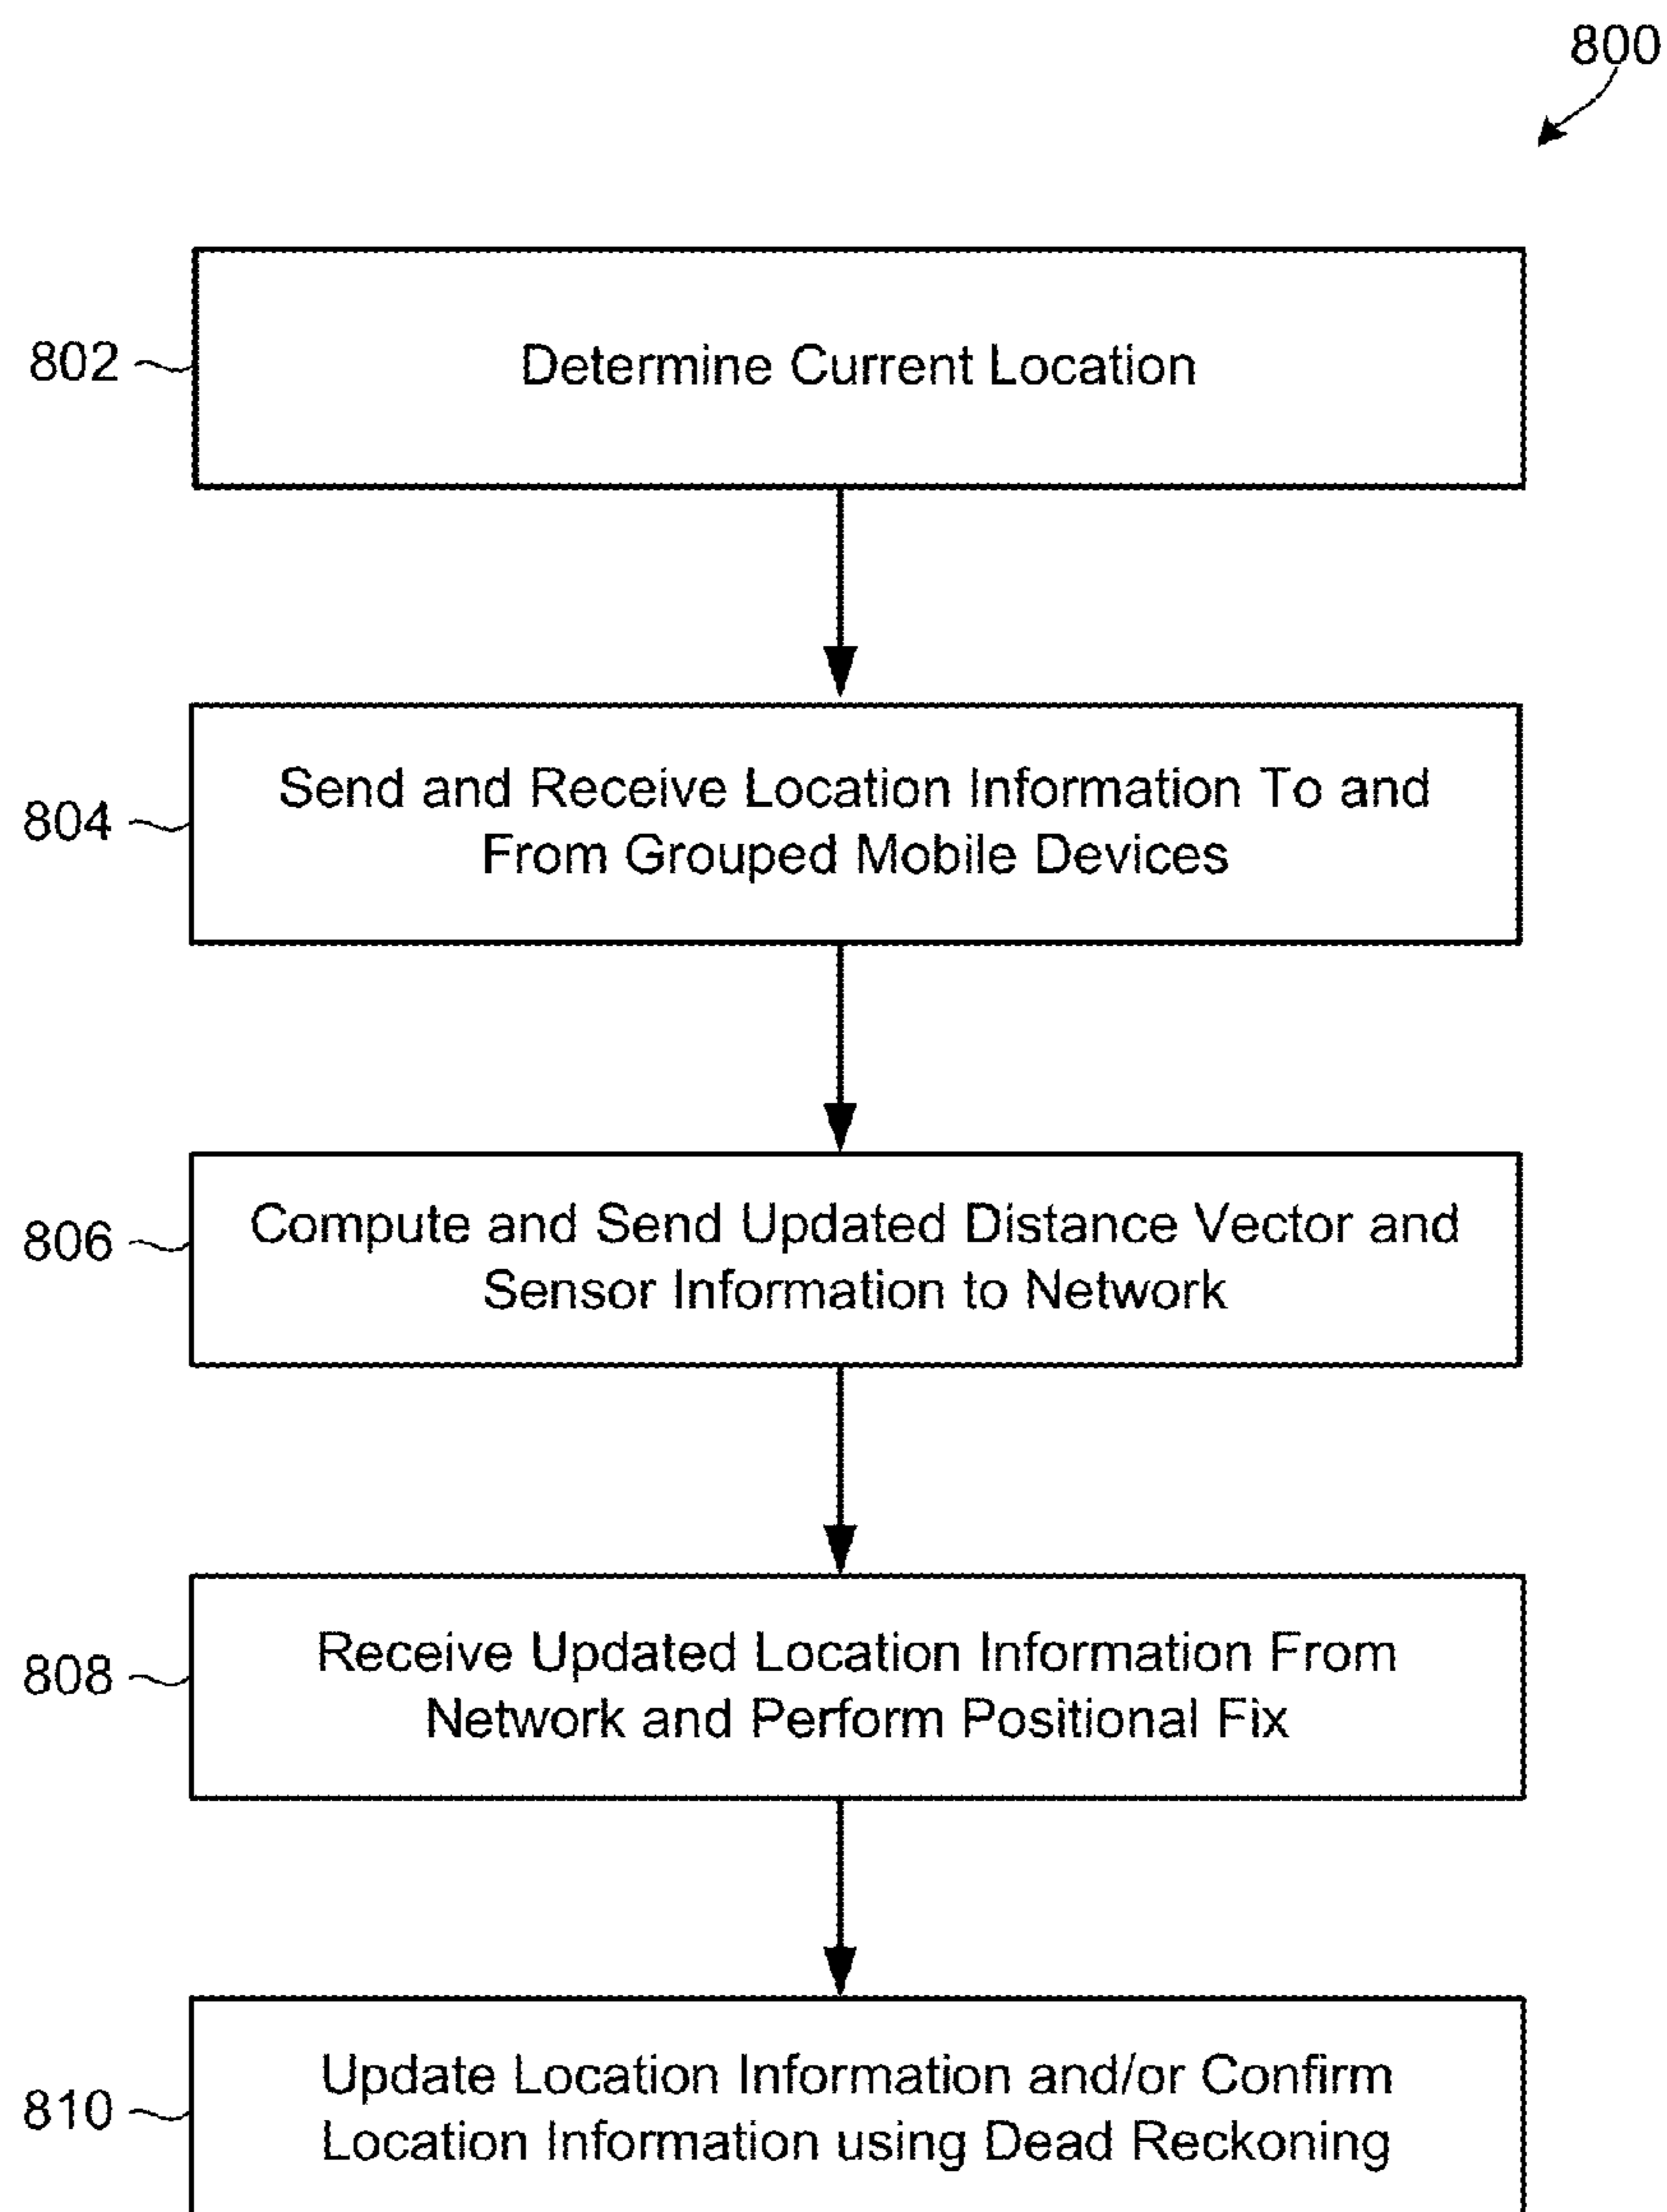 800
802
Determine Current Location
804
Send and Receive Location Information To and
From Grouped Mobile Devices
806
Compute and Send Updated Distance Vector and
Sensor Information to Network
808
Receive Updated Location Information From
Network and Perform Positional Fix
810
Update Location Information and/or Confirm
Location Information using Dead Reckoning